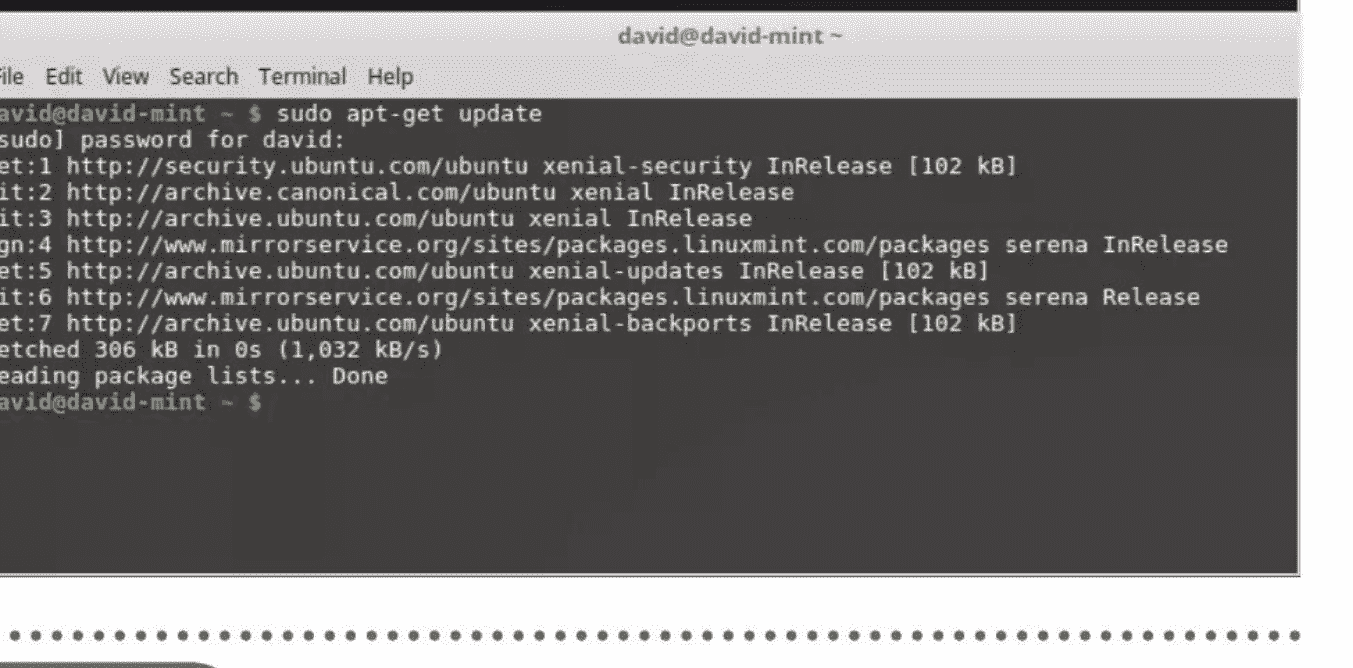 david@david-mint ~
ile Edit View Search Terminal Help
avid@david-mint ~ $ sudo apt-get update
sudo] password for david:
et:1 http://security.ubuntu.com/ubuntu xenial-security InRelease [102 kB]
it:2 http://archive.canonical.com/ubuntu xenial InRelease
it:3 http://archive.ubuntu.com/ubuntu xenial InRelease
gn:4 http://www.mirrorservice.org/sites/packages.linuxmint.com/packages serena InRelease
et:5 http://archive.ubuntu.com/ubuntu xenial-updates InRelease [102 kB]
it:6 http://www.mirrorservice.org/sites/packages.linuxmint.com/packages serena Release
et:7 http://archive.ubuntu.com/ubuntu xenial-backports InRelease [102 kB]
etched 306 kB in 0s (1,032 kB/s)
eading package lists... Done
avid@david-mint ~ $